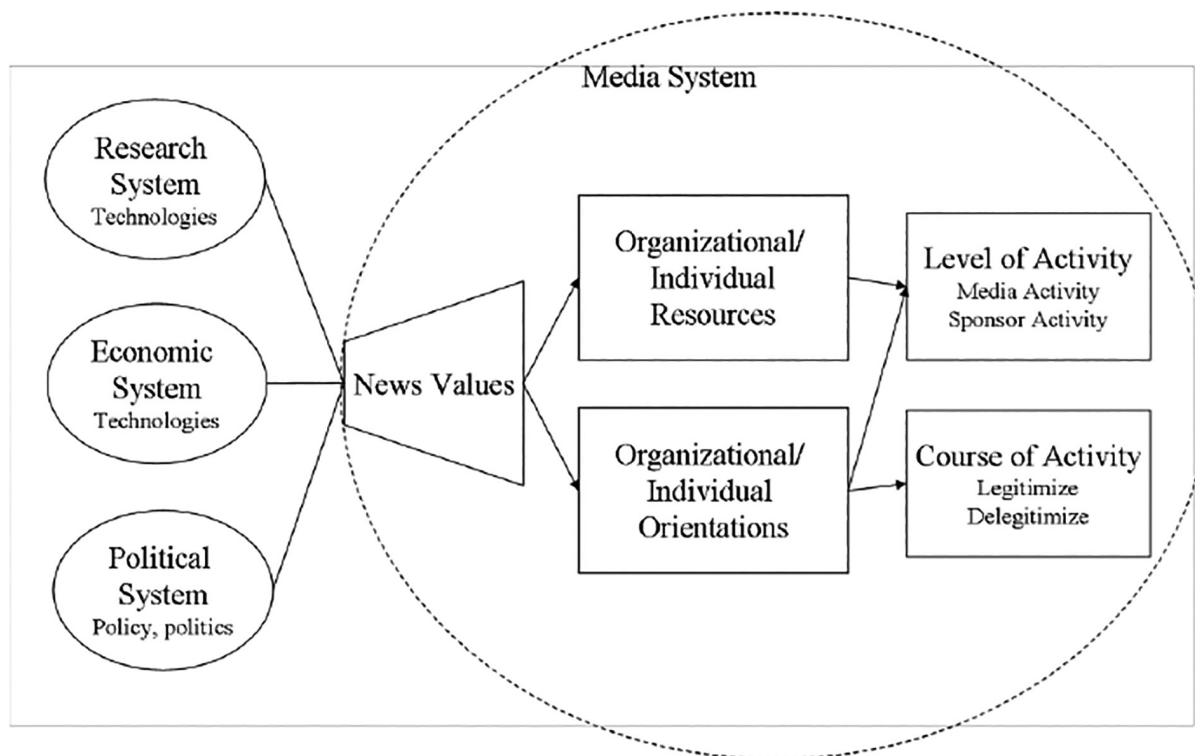 Media System
Research
System
Technologies
Economic
System
Technologies
Political
System
Policy, politics
News Values
Organizational/
Individual
Resources
Organizational/
Individual
Orientations
Level of Activity
Media Activity
Sponsor Activity
Course of Activity
Legitimize
Delegitimize